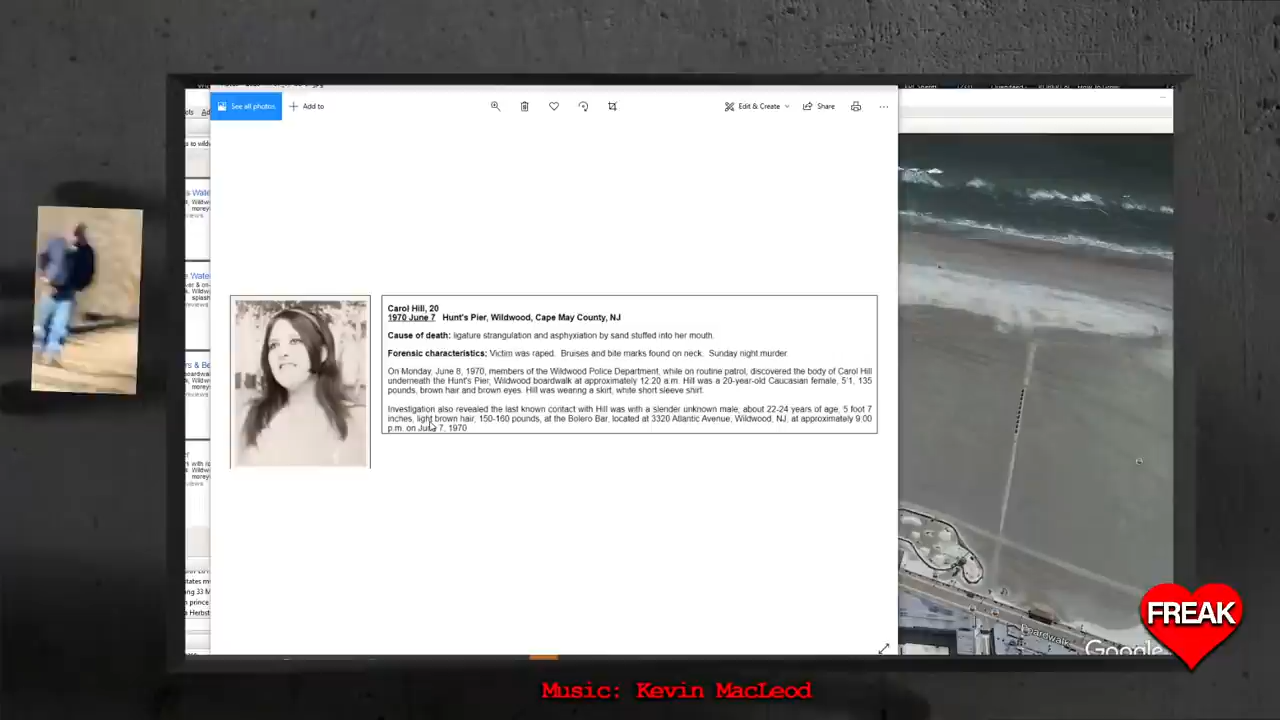 See all photos
Add to
Edit & Create
Share
Carol Hill, 20
1970 June 7 Hunt's Pier, Wildwood, Cape May County, NJ
Cause of death: ligature strangulation and asphyxiation by sand stuffed into her mouth.
Forensic characteristics: Victim was raped. Bruises and bite marks found on neck. Sunday night murder.
On Monday, June 8, 1970, members of the Wildwood Police Department, while on routine patrol, discovered the body of Carol Hill
underneath the Hunt's Pier, Wildwood boardwalk at approximately 12:20 a.m. Hill was a 20-year-old Caucasian female, 5'1, 135
pounds, brown hair and brown eyes. Hill was wearing a skirt, white short sleeve shirt.
Investigation also revealed the last known contact with Hill was with a slender unknown male, about 22-24 years of age, 5 foot 7
inches, light brown hair, 150-160 pounds, at the Bolero Bar, located at 3320 Atlantic Avenue, Wildwood, NJ, at approximately 9:00
p.m. on June 7, 1970
Boardwalk
Google
FREAK
Music: Kevin MacLeod